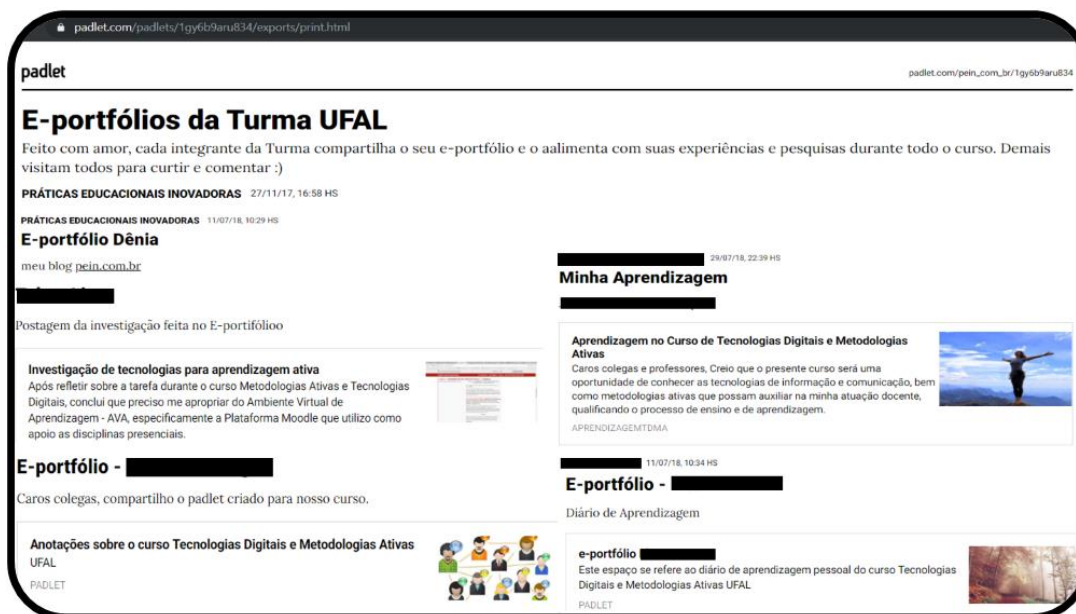 padlet.com/padlets/1gy6b9aru834/exports/print.html
padlet
padlet.com/pein_com_br/1gy6b9aru834
E-portfólios da Turma UFAL
Feito com amor, cada integrante da Turma compartilha o seu e-portfólio e o aalimenta com suas experiências e pesquisas durante todo o curso. Demais
visitam todos para curtir e comentar :)
PRÁTICAS EDUCACIONAIS INOVADORAS 27/11/17, 16:58 HS
PRÁTICAS EDUCACIONAIS INOVADORAS 11/07/18, 10:29 HS
E-portfólio Dênia
meu blog pein.com.br
Postagem da investigação feita no E-portifólioo
Investigação de tecnologias para aprendizagem ativa
Após refletir sobre a tarefa durante o curso Metodologias Ativas e Tecnologias
Digitais, conclui que preciso me apropriar do Ambiente Virtual de
Aprendizagem - AVA, especificamente a Plataforma Moodle que utilizo como
apoio as disciplinas presenciais.
E-portfólio -
Caros colegas, compartilho o padlet criado para nosso curso.
Anotações sobre o curso Tecnologias Digitais e Metodologias Ativas
UFAL
PADLET
29/07/18, 22:39 HS
Minha Aprendizagem
Aprendizagem no Curso de Tecnologias Digitais e Metodologias
Ativas
Caros colegas e professores, Creio que o presente curso será uma
oportunidade de conhecer as tecnologias de informação e comunicação, bem
como metodologias ativas que possam auxiliar na minha atuação docente,
qualificando o processo de ensino e de aprendizagem.
APRENDIZAGEMTDMA
11/07/18, 10:34 HS
E-portfólio -
Diário de Aprendizagem
e-portfólio
Este espaço se refere ao diário de aprendizagem pessoal do curso Tecnologias
Digitais e Metodologias Ativas UFAL
PADLET